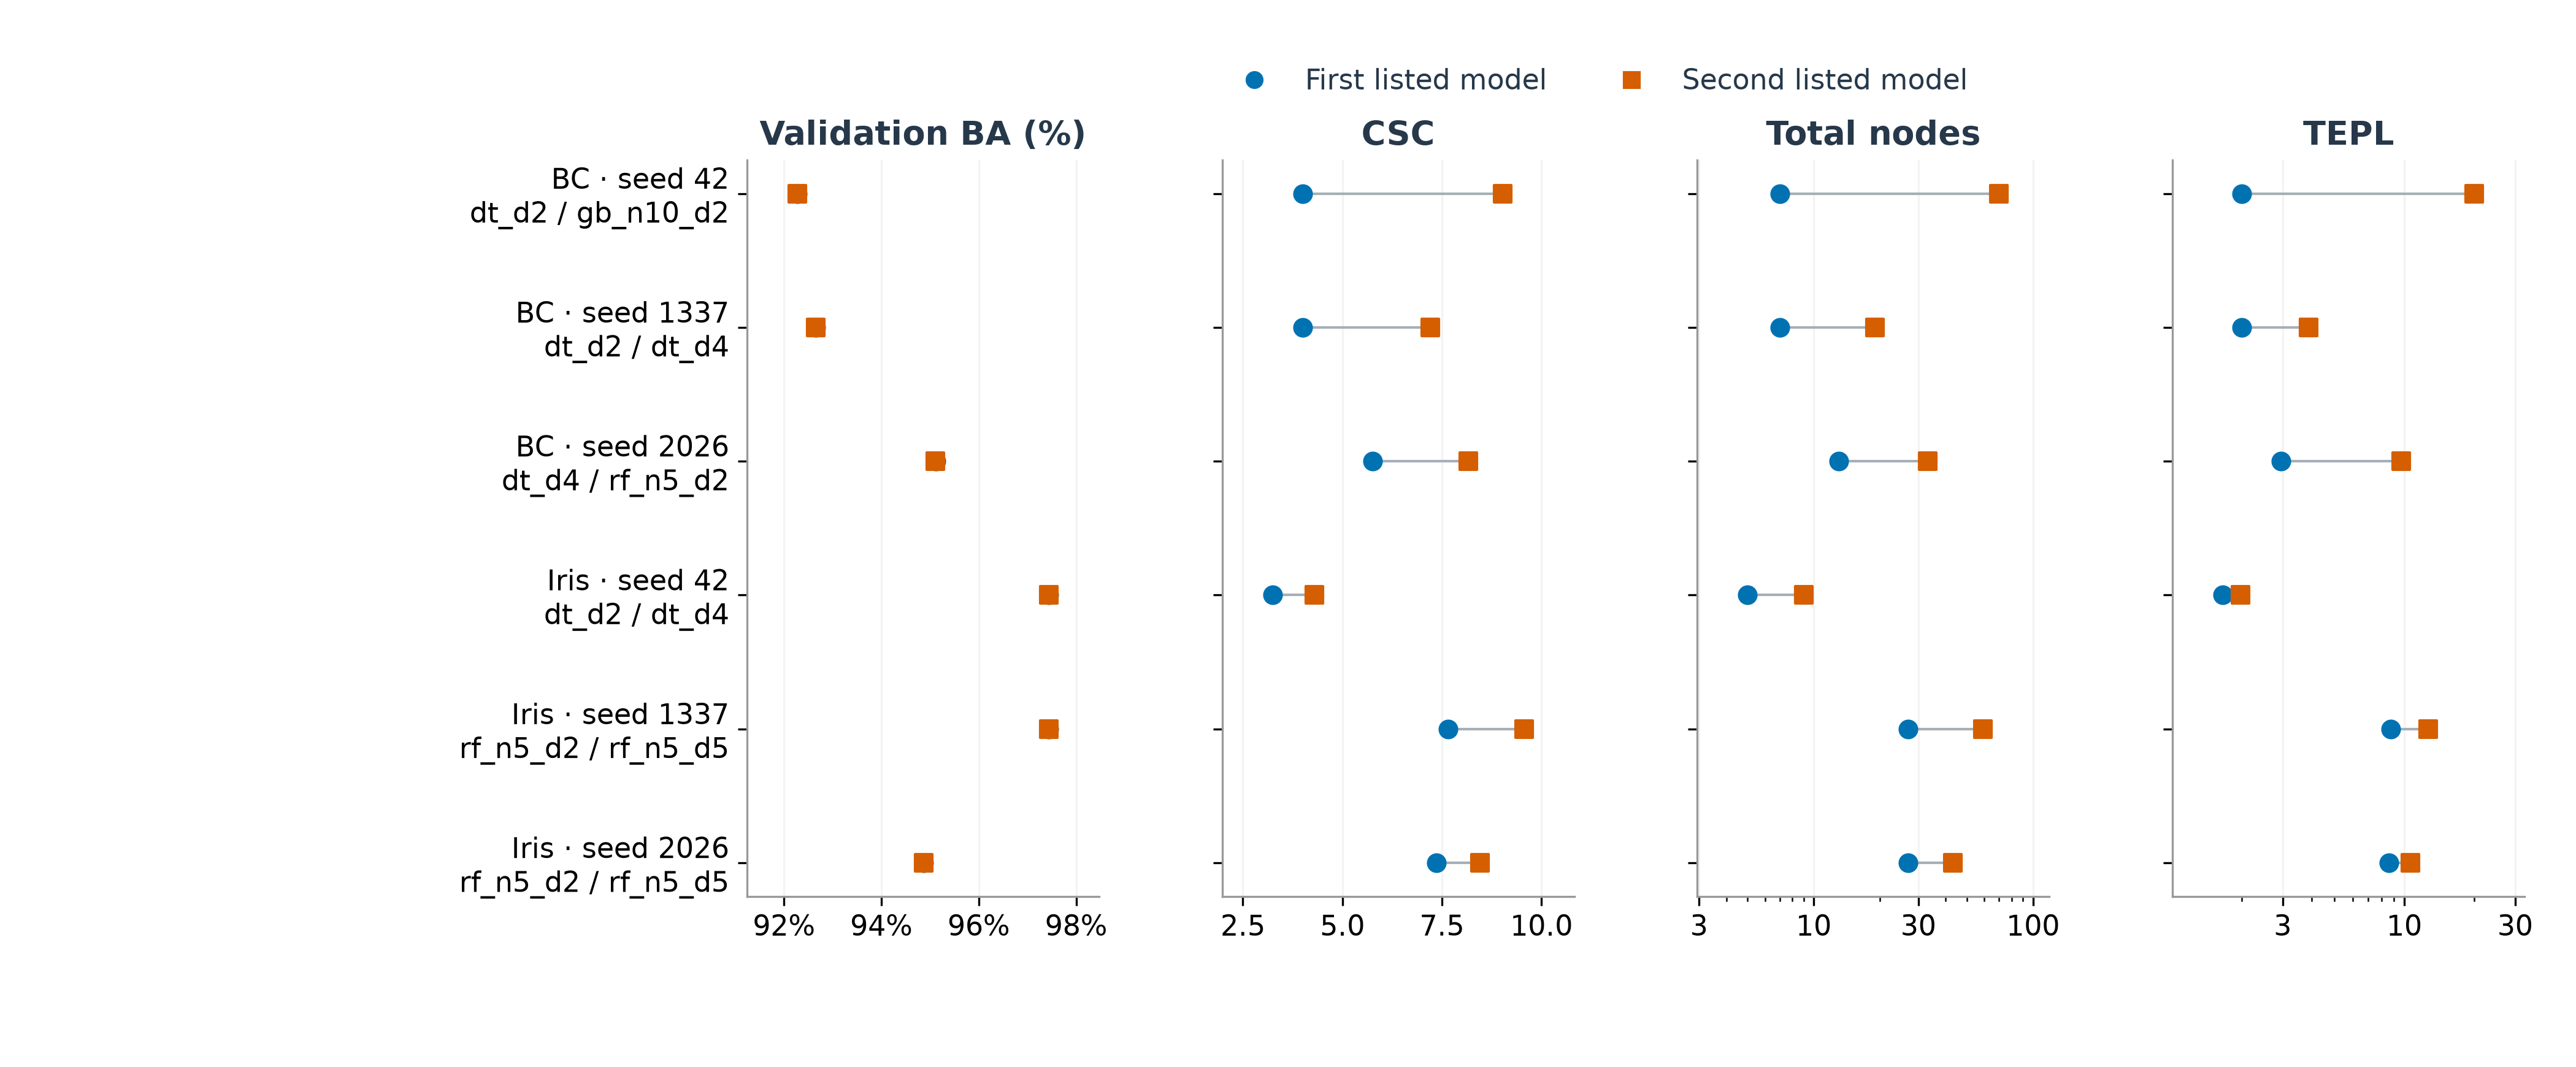 First listed model
Second listed model
Validation BA (%)
CSC
Total nodes
TEPL
BC · seed 42
dt_d2 / gb_n10_d2
BC · seed 1337
dt_d2 / dt_d4
BC · seed 2026
dt_d4 / rf_n5_d2
Iris · seed 42
dt_d2 / dt_d4
Iris · seed 1337
rf_n5_d2 / rf_n5_d5
Iris · seed 2026
rf_n5_d2 / rf_n5_d5
92% 94% 96% 98%
2.5 5.0 7.5 10.0
3 10 30 100
3 10 30